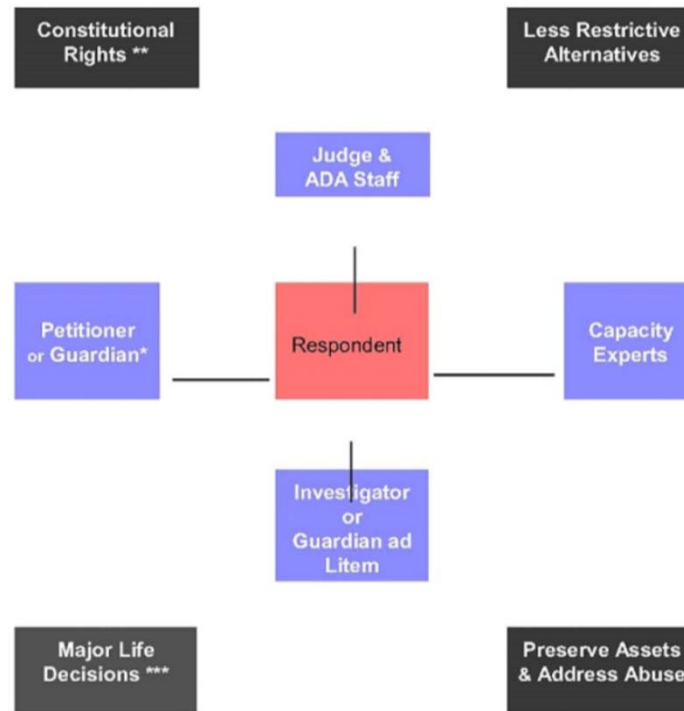 Constitutional
Rights **
Less Restrictive
Alternatives
Judge &
ADA Staff
Petitioner
or Guardian*
Respondent
Capacity
Experts
Investigator
or
Guardian ad
Litem
Major Life
Decisions ***
Preserve Assets
& Address Abuse